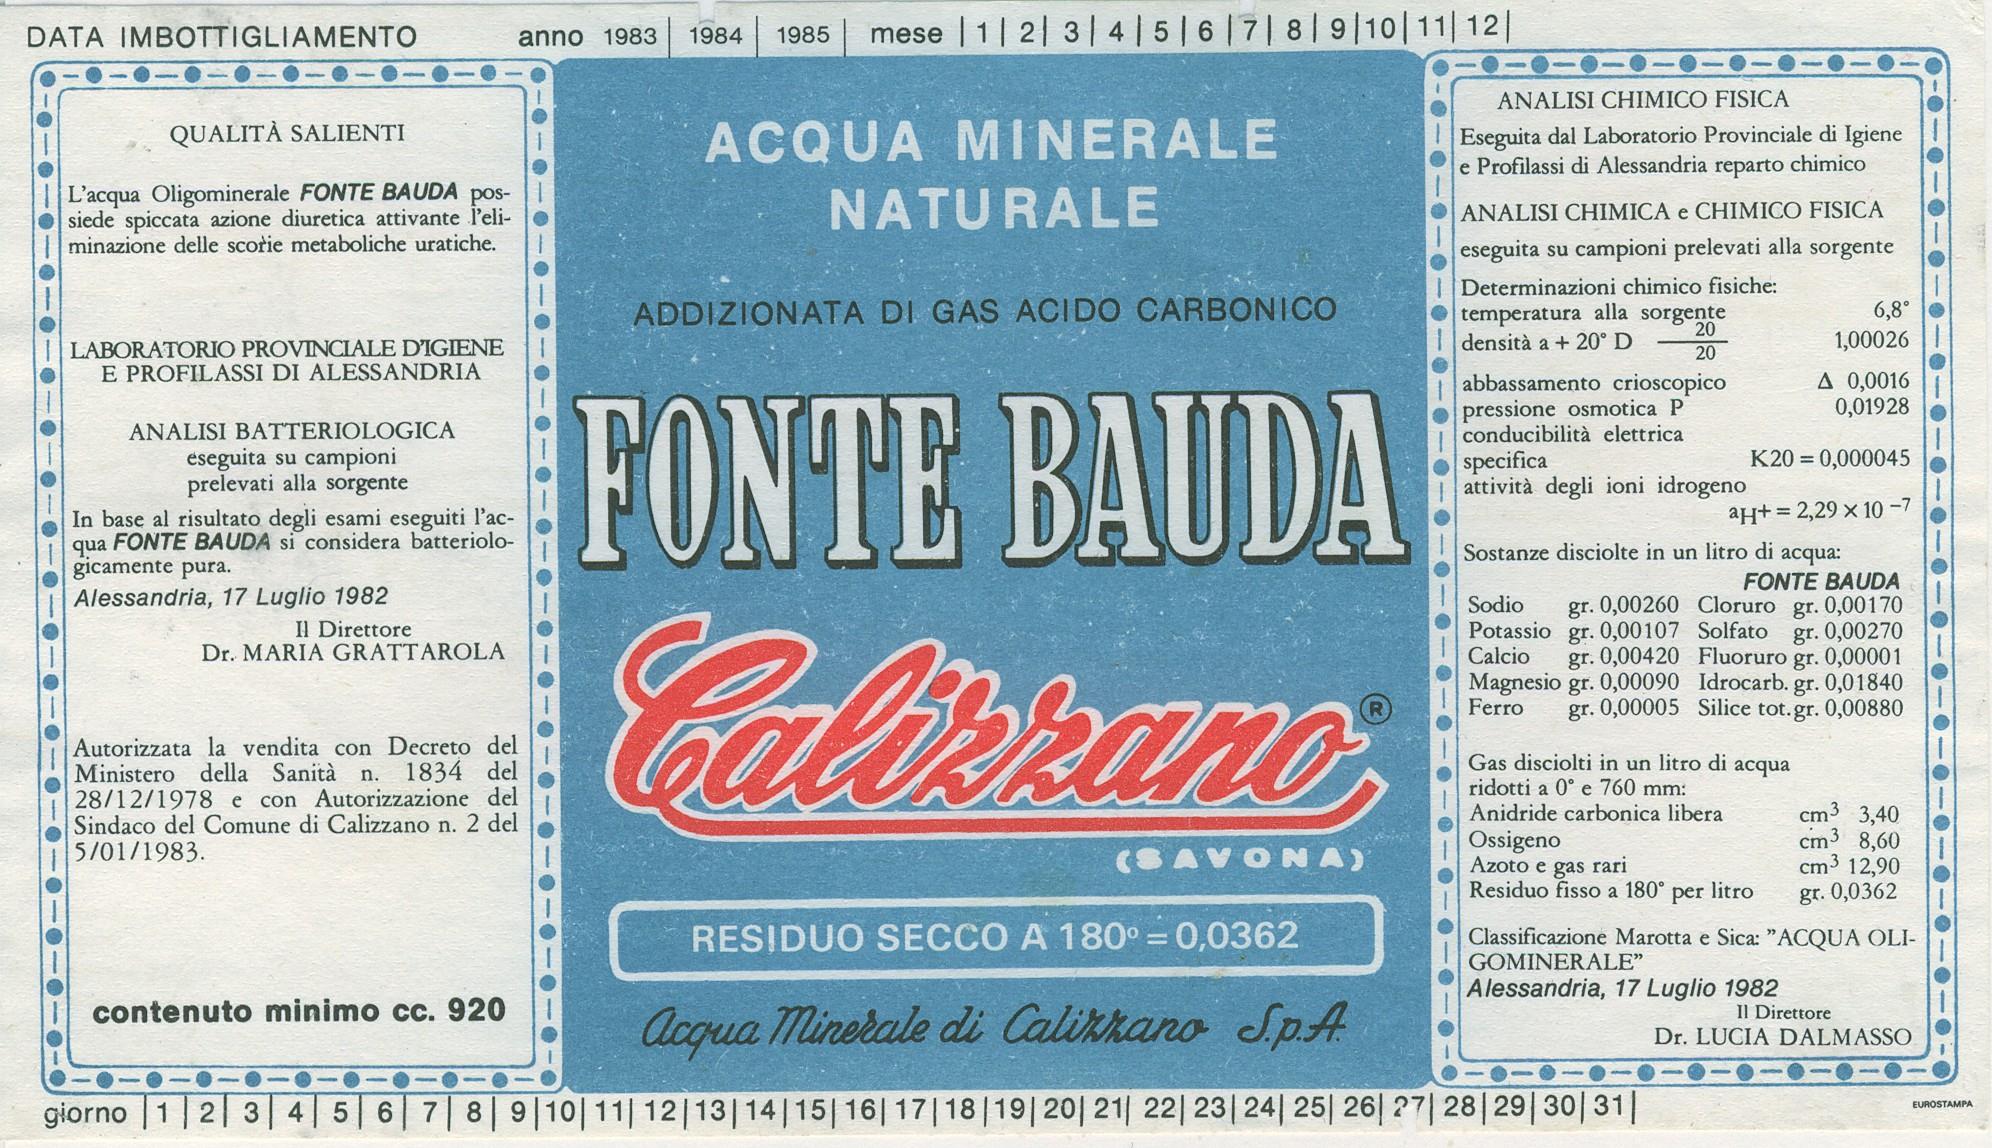 DATA IMBOTTIGLIAMENTO anno 1983| 1984| 1985| mese |1| 2| 3|4|5|6|7|8|9|10|11|12|
QUALITÀ SALIENTI
L'acqua Oligominerale FONTE BAUDA pos-
siede spiccata azione diuretica attivante l'eli-
minazione delle scorie metaboliche uratiche.
LABORATORIO PROVINCIALE D'IGIENE
E PROFILASSI DI ALESSANDRIA
ANALISI BATTERIOLOGICA
eseguita su campioni
prelevati alla sorgente
In base al risultato degli esami eseguiti l'ac-
qua FONTE BAUDA si considera batteriolo-
gicamente pura.
Alessandria, 17 Luglio 1982
Il Direttore
Dr. MARIA GRATTAROLA
Autorizzata la vendita con Decreto del
Ministero della Sanità n. 1834 del
28/12/1978 e con Autorizzazione del
Sindaco del Comune di Calizzano n. 2 del
5/01/1983.
contenuto minimo cc. 920
ACQUA MINERALE
NATURALE
ADDIZIONATA DI GAS ACIDO CARBONICO
FONTE BAUDA
Calizzano ®
(SAVONA)
RESIDUO SECCO A 180º = 0,0362
Acqua Minerale di Calizzano S.p.A.
ANALISI CHIMICO FISICA
Eseguita dal Laboratorio Provinciale di Igiene
e Profilassi di Alessandria reparto chimico
ANALISI CHIMICA e CHIMICO FISICA
eseguita su campioni prelevati alla sorgente
Determinazioni chimico fisiche:
temperatura alla sorgente 6,8°
densità a + 20° D 20/20 1,00026
abbassamento crioscopico Δ 0,0016
pressione osmotica P 0,01928
conducibilità elettrica
specifica K20 = 0,000045
attività degli ioni idrogeno
aH+ = 2,29 × 10 −7
Sostanze disciolte in un litro di acqua:
FONTE BAUDA
Sodio gr. 0,00260 Cloruro gr. 0,00170
Potassio gr. 0,00107 Solfato gr. 0,00270
Calcio gr. 0,00420 Fluoruro gr. 0,00001
Magnesio gr. 0,00090 Idrocarb. gr. 0,01840
Ferro gr. 0,00005 Silice tot. gr. 0,00880
Gas disciolti in un litro di acqua
ridotti a 0° e 760 mm:
Anidride carbonica libera cm3 3,40
Ossigeno cm3 8,60
Azoto e gas rari cm3 12,90
Residuo fisso a 180° per litro gr. 0,0362
Classificazione Marotta e Sica: "ACQUA OLI-
GOMINERALE"
Alessandria, 17 Luglio 1982
Il Direttore
Dr. LUCIA DALMASSO
giorno |1|2|3|4|5|6|7|8|9|10|11|12|13|14|15|16|17|18|19|20|21|22|23|24|25|26|27|28|29|30|31|
EUROSTAMPA